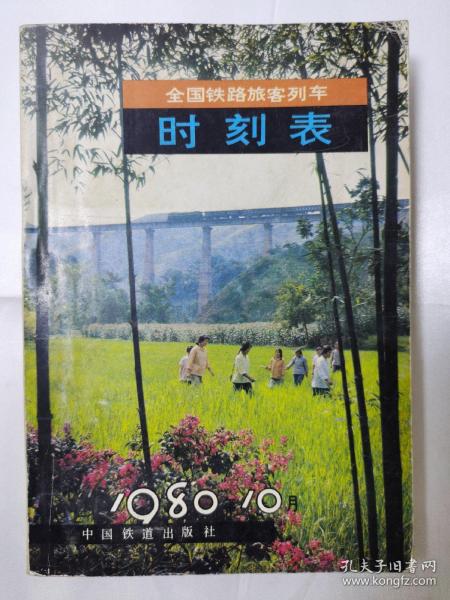 全国铁路旅客列车
时刻表
1980 10月
中国铁道出版社
孔夫子旧书网
www.kongfz.com